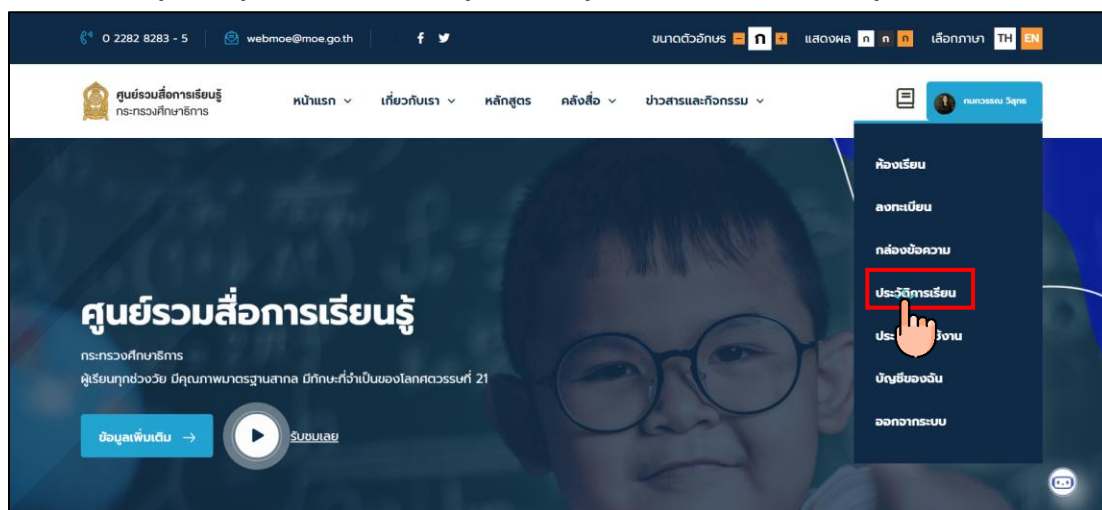 0 2282 8283 - 5 webmoe@moe.go.th ขนาดตัวอักษร - ก + แสดงผล ก ก ก เลือกภาษา TH EN
ศูนย์รวมสื่อการเรียนรู้
กระทรวงศึกษาธิการ
หน้าแรก เกี่ยวกับเรา หลักสูตร คลังสื่อ ข่าวสารและกิจกรรม
ห้องเรียน
ลงทะเบียน
กล่องข้อความ
ประวัติการเรียน
บัญชีของฉัน
ออกจากระบบ
ศูนย์รวมสื่อการเรียนรู้
กระทรวงศึกษาธิการ
ผู้เรียนทุกช่วงวัย มีคุณภาพมาตรฐานสากล มีทักษะที่จำเป็นของโลกศตวรรษที่ 21
ข้อมูลเพิ่มเติม → รับชมเลย